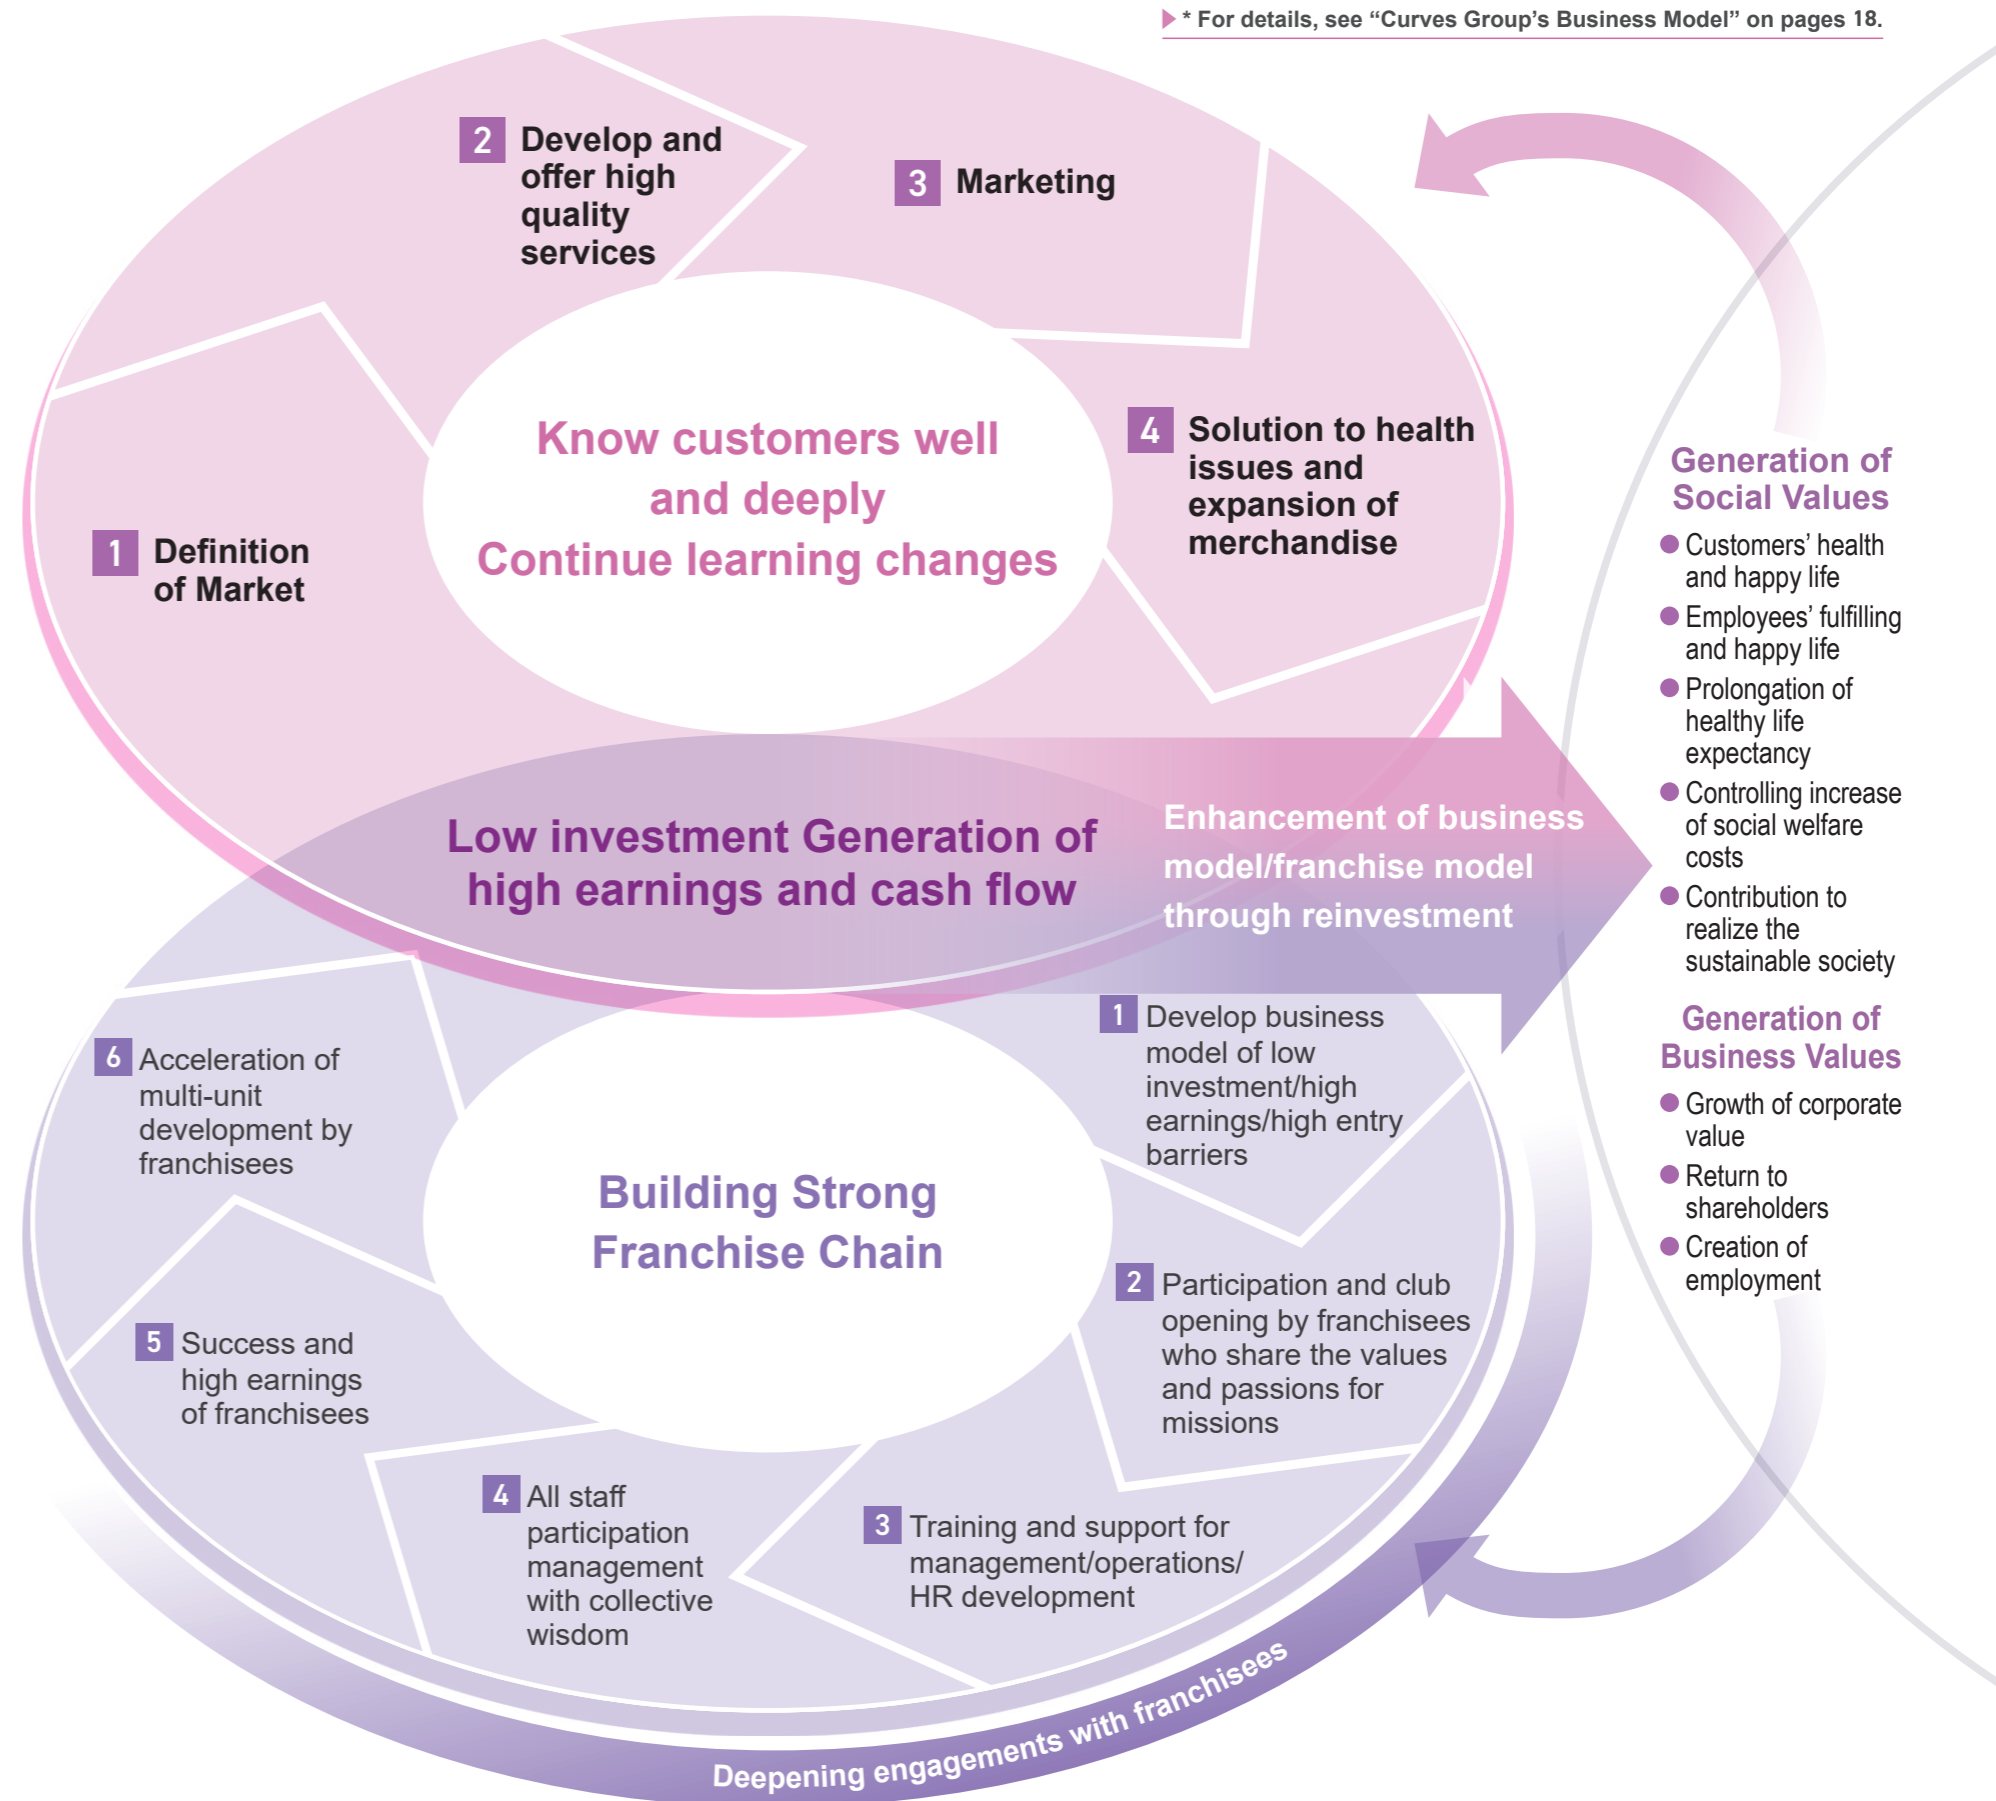 * For details, see “Curves Group’s Business Model” on pages 18.
2 Develop and
offer high
quality
services
3 Marketing
1 Definition
of Market
4 Solution to health
issues and
expansion of
merchandise
Know customers well
and deeply
Continue learning changes
Low investment Generation of
high earnings and cash flow
Enhancement of business
model/franchise model
through reinvestment
1 Develop business
model of low
investment/high
earnings/high entry
barriers
2 Participation and club
opening by franchisees
who share the values
and passions for
missions
3 Training and support for
management/operations/
HR development
4 All staff
participation
management
with collective
wisdom
5 Success and
high earnings
of franchisees
6 Acceleration of
multi-unit
development by
franchisees
Building Strong
Franchise Chain
Deepening engagements with franchisees
Generation of
Social Values
Customers’ health
and happy life
Employees’ fulfilling
and happy life
Prolongation of
healthy life
expectancy
Controlling increase
of social welfare
costs
Contribution to
realize the
sustainable society
Generation of
Business Values
Growth of corporate
value
Return to
shareholders
Creation of
employment